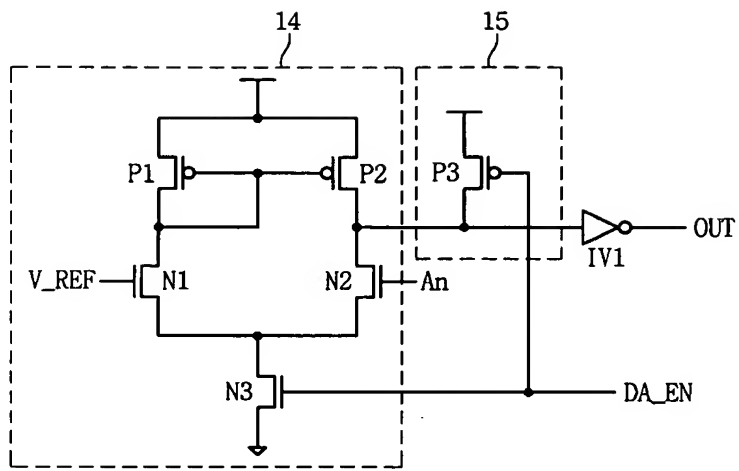 14
15
P1
P2
P3
OUT
IV1
V_REF
N1
N2
An
N3
DA_EN